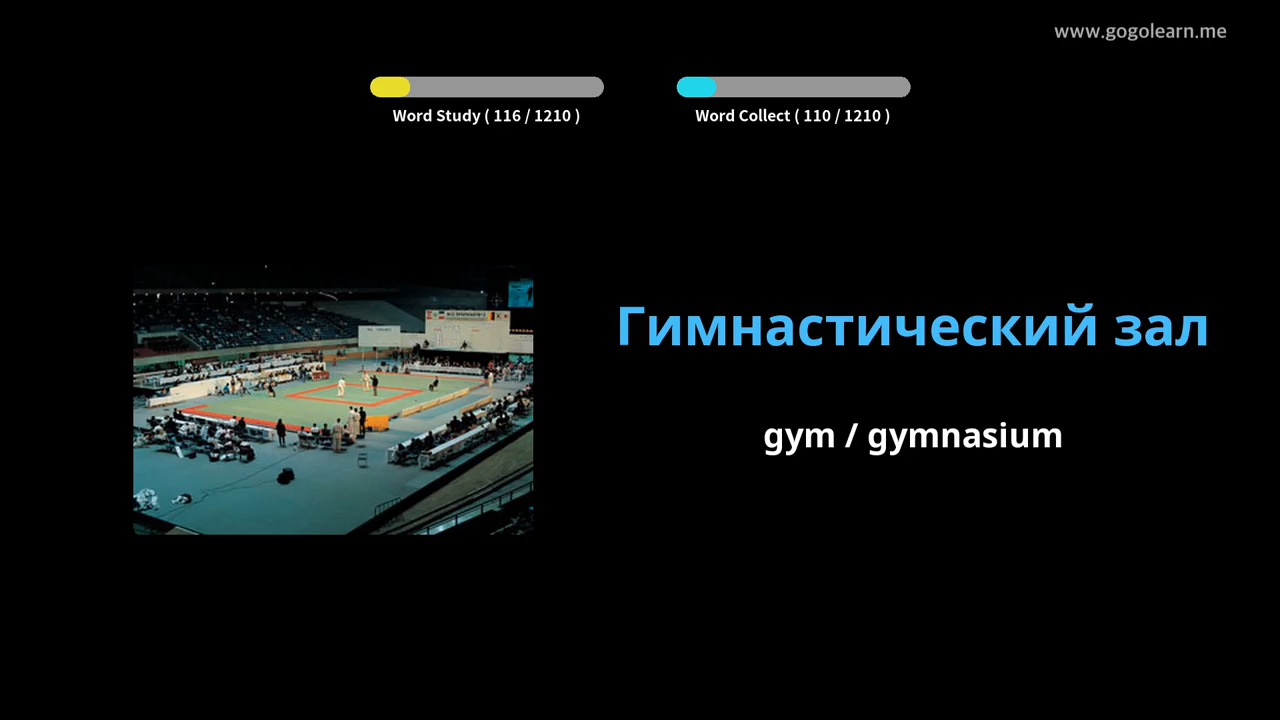 www.gogolearn.me
Word Study ( 116 / 1210 )
Word Collect ( 110 / 1210 )
Гимнастический зал
gym / gymnasium